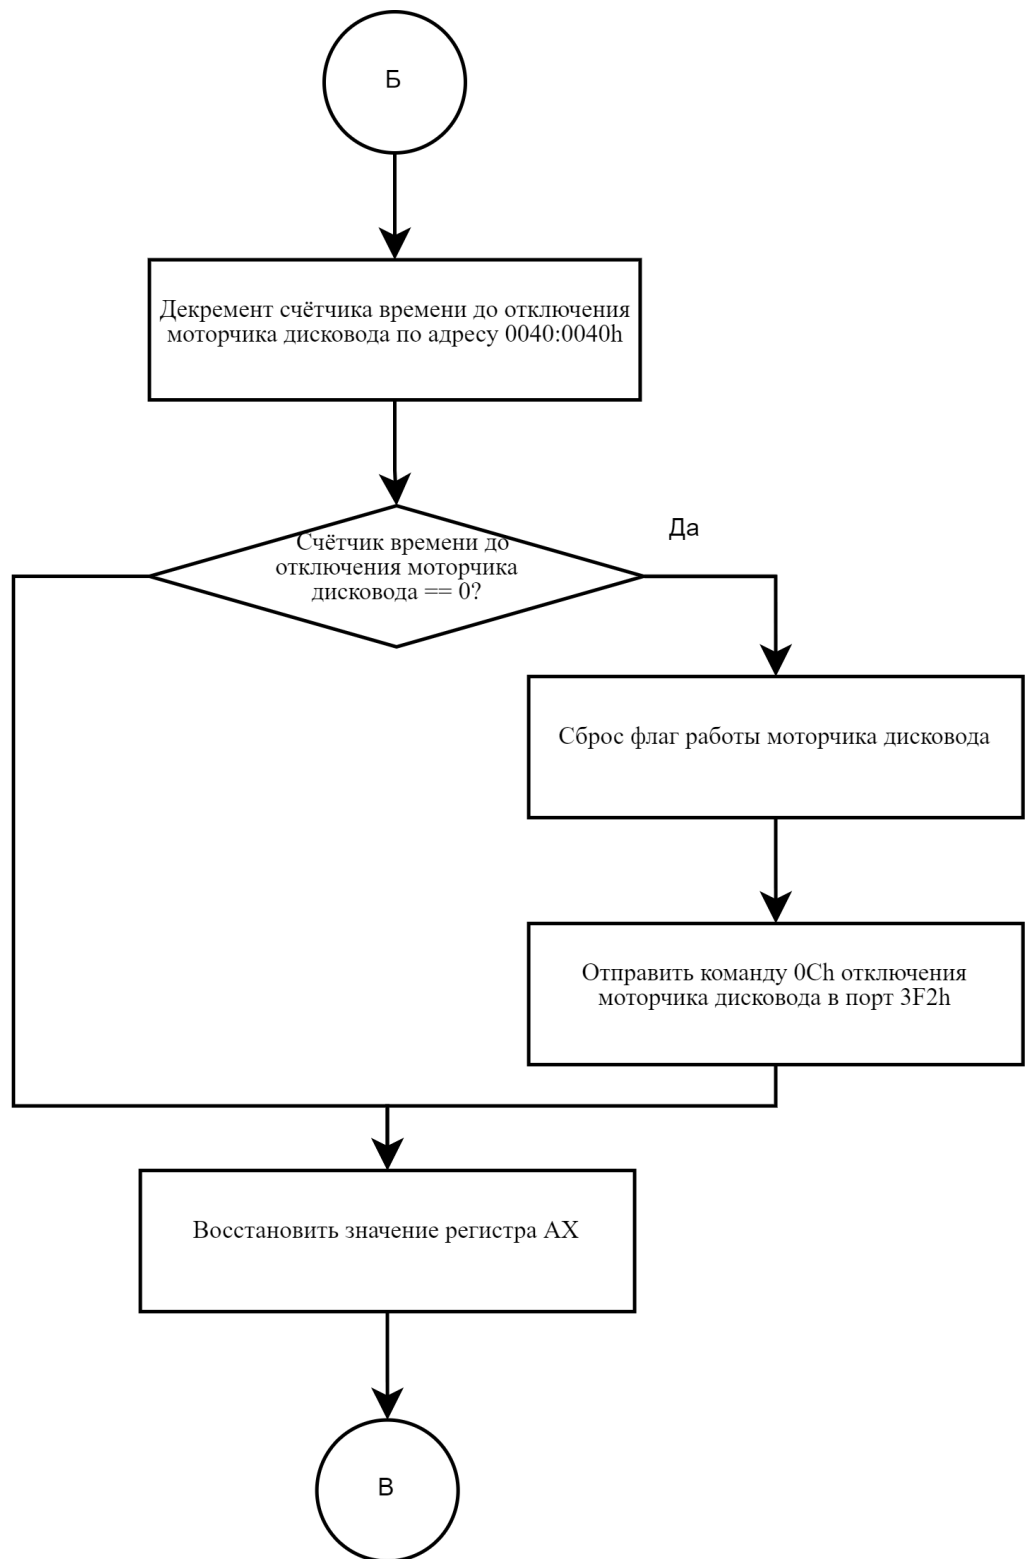 Б
Декремент счётчика времени до отключения
моторчика дисковода по адресу 0040:0040h
Да
Счётчик времени до
отключения моторчика
дисковода == 0?
Сброс флаг работы моторчика дисковода
Отправить команду 0Ch отключения
моторчика дисковода в порт 3F2h
Восстановить значение регистра AX
В